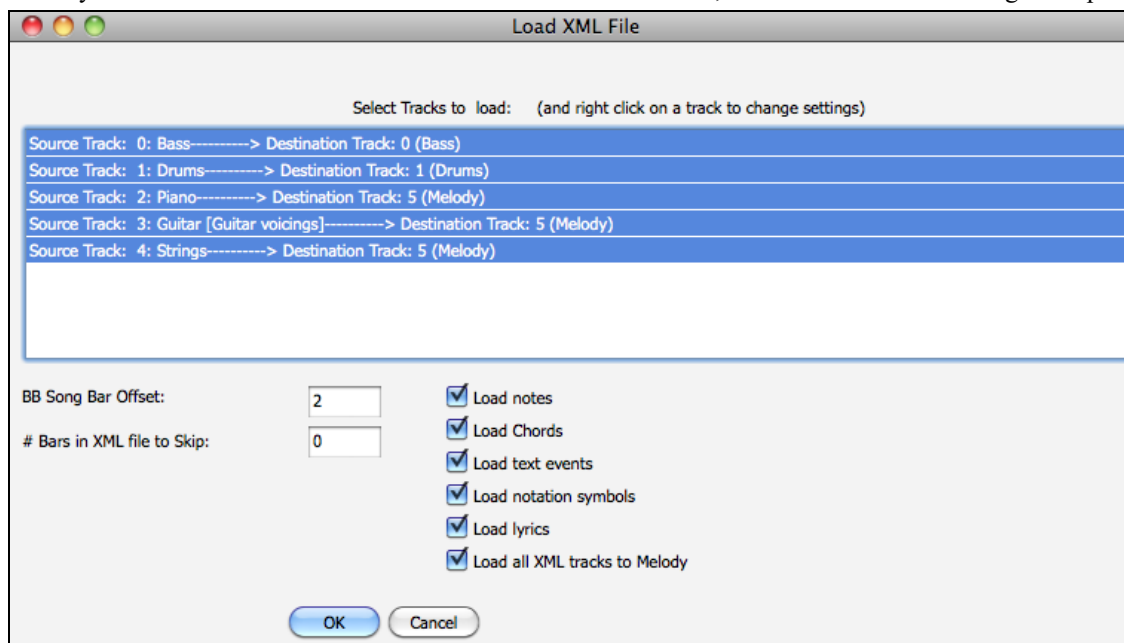 Load XML File
Select Tracks to load: (and right click on a track to change settings)
Source Track: 0: Bass----------> Destination Track: 0 (Bass)
Source Track: 1: Drums----------> Destination Track: 1 (Drums)
Source Track: 2: Piano----------> Destination Track: 5 (Melody)
Source Track: 3: Guitar [Guitar voicings]----------> Destination Track: 5 (Melody)
Source Track: 4: Strings----------> Destination Track: 5 (Melody)
BB Song Bar Offset: 2
# Bars in XML file to Skip: 0
Load notes
Load Chords
Load text events
Load notation symbols
Load lyrics
Load all XML tracks to Melody
OK Cancel